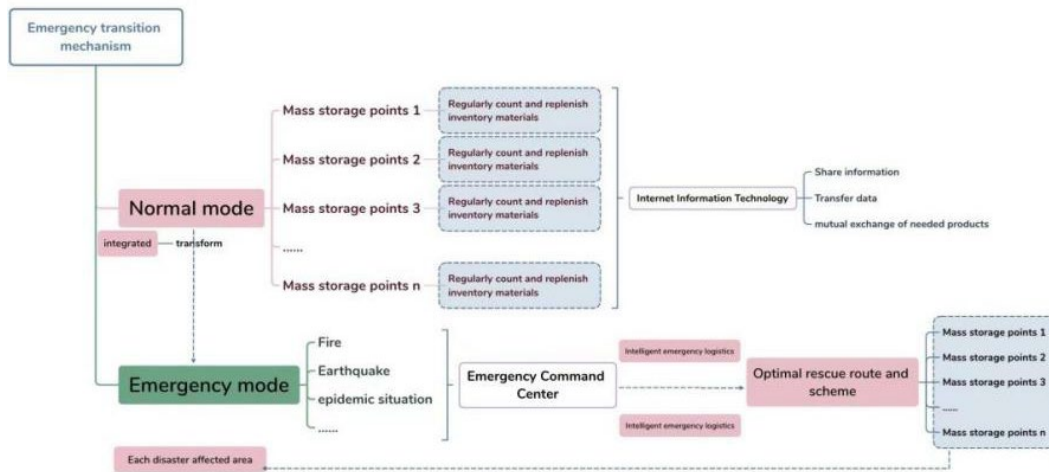 Emergency transition
mechanism
Mass storage points 1
Regularly count and replenish
inventory materials
Mass storage points 2
Regularly count and replenish
inventory materials
Normal mode
Mass storage points 3
Regularly count and replenish
inventory materials
integrated
transform
......
Mass storage points n
Regularly count and replenish
inventory materials
Internet Information Technology
Share information
Transfer data
mutual exchange of needed products
Emergency mode
Fire
Earthquake
epidemic situation
......
Emergency Command
Center
Intelligent emergency logistics
Intelligent emergency logistics
Optimal rescue route and
scheme
Mass storage points 1
Mass storage points 2
Mass storage points 3
......
Mass storage points n
Each disaster affected area